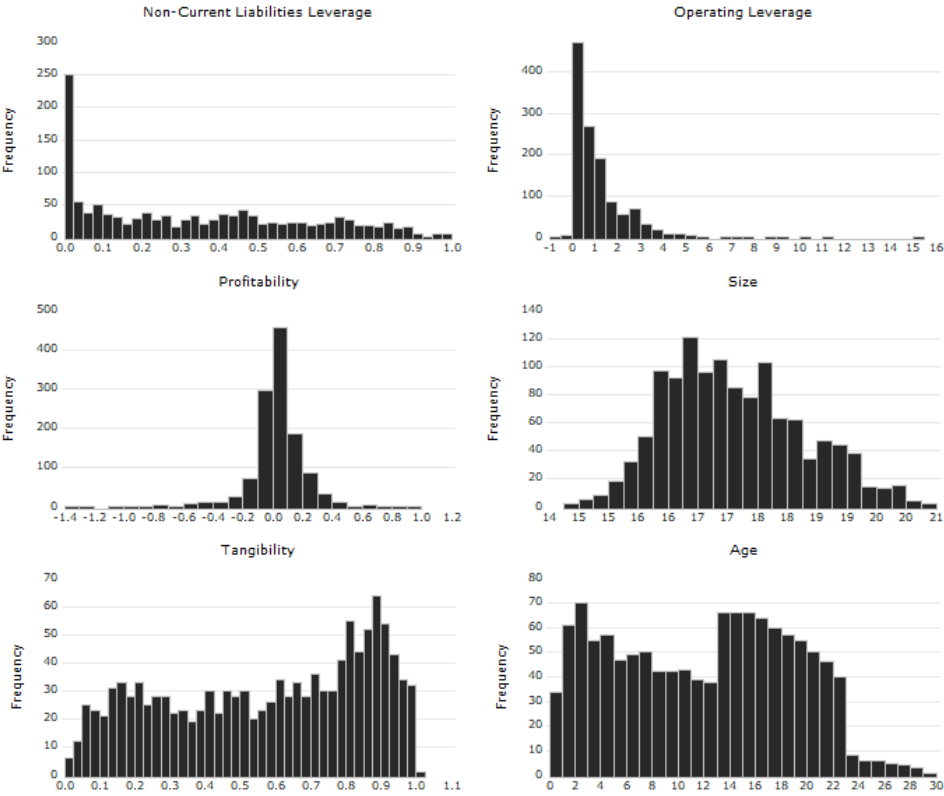 Non-Current Liabilities Leverage
Frequency
300
250
200
150
100
50
0
0.0 0.1 0.2 0.3 0.4 0.5 0.6 0.7 0.8 0.9 1.0
Operating Leverage
Frequency
400
300
200
100
0
-1 0 1 2 3 4 5 6 7 8 9 10 11 12 13 14 15 16
Profitability
Frequency
500
400
300
200
100
0
-1.4 -1.2 -1.0 -0.8 -0.6 -0.4 -0.2 0.0 0.2 0.4 0.6 0.8 1.0 1.2
Size
Frequency
140
120
100
80
60
40
20
0
14 15 15 16 16 17 17 18 18 19 19 20 20 21
Tangibility
Frequency
70
60
50
40
30
20
10
0
0.0 0.1 0.2 0.3 0.4 0.5 0.6 0.7 0.8 0.9 1.0 1.1
Age
Frequency
80
70
60
50
40
30
20
10
0
0 2 4 6 8 10 12 14 16 18 20 22 24 26 28 30